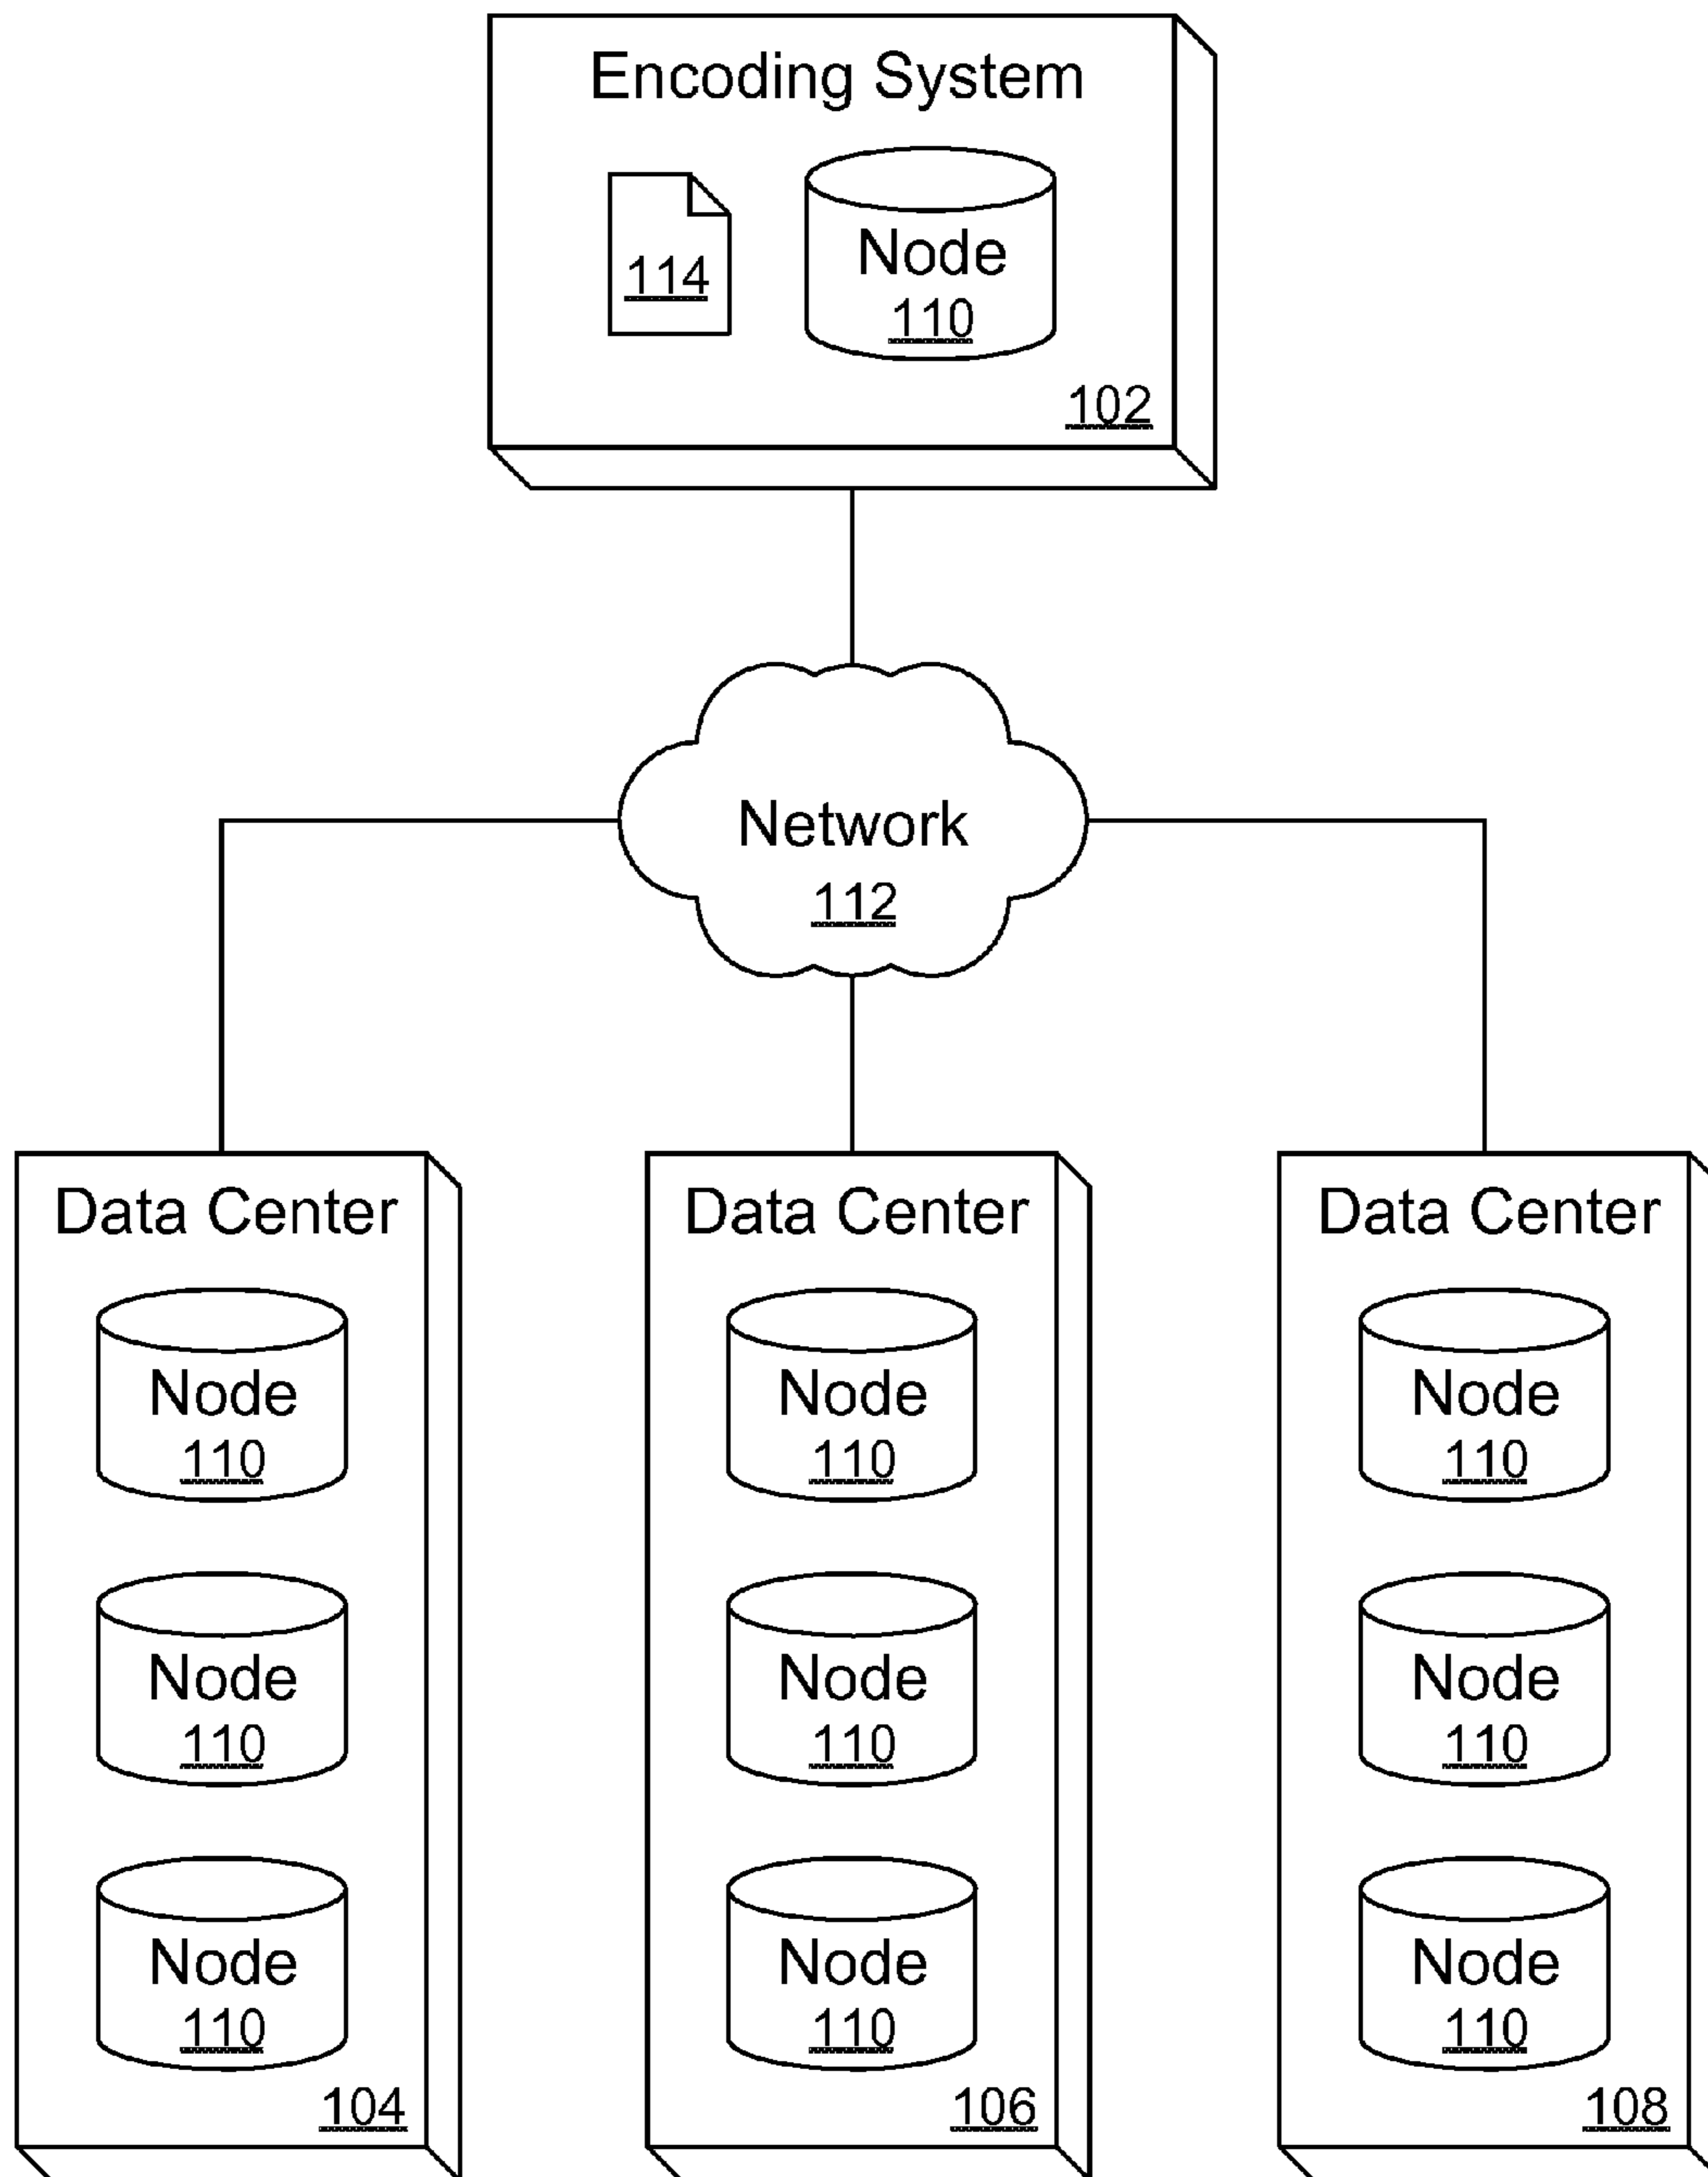 Encoding System
114
Node
110
102
Network
112
Data Center
Node
110
Node
110
Node
110
104
Data Center
Node
110
Node
110
Node
110
106
Data Center
Node
110
Node
110
Node
110
108